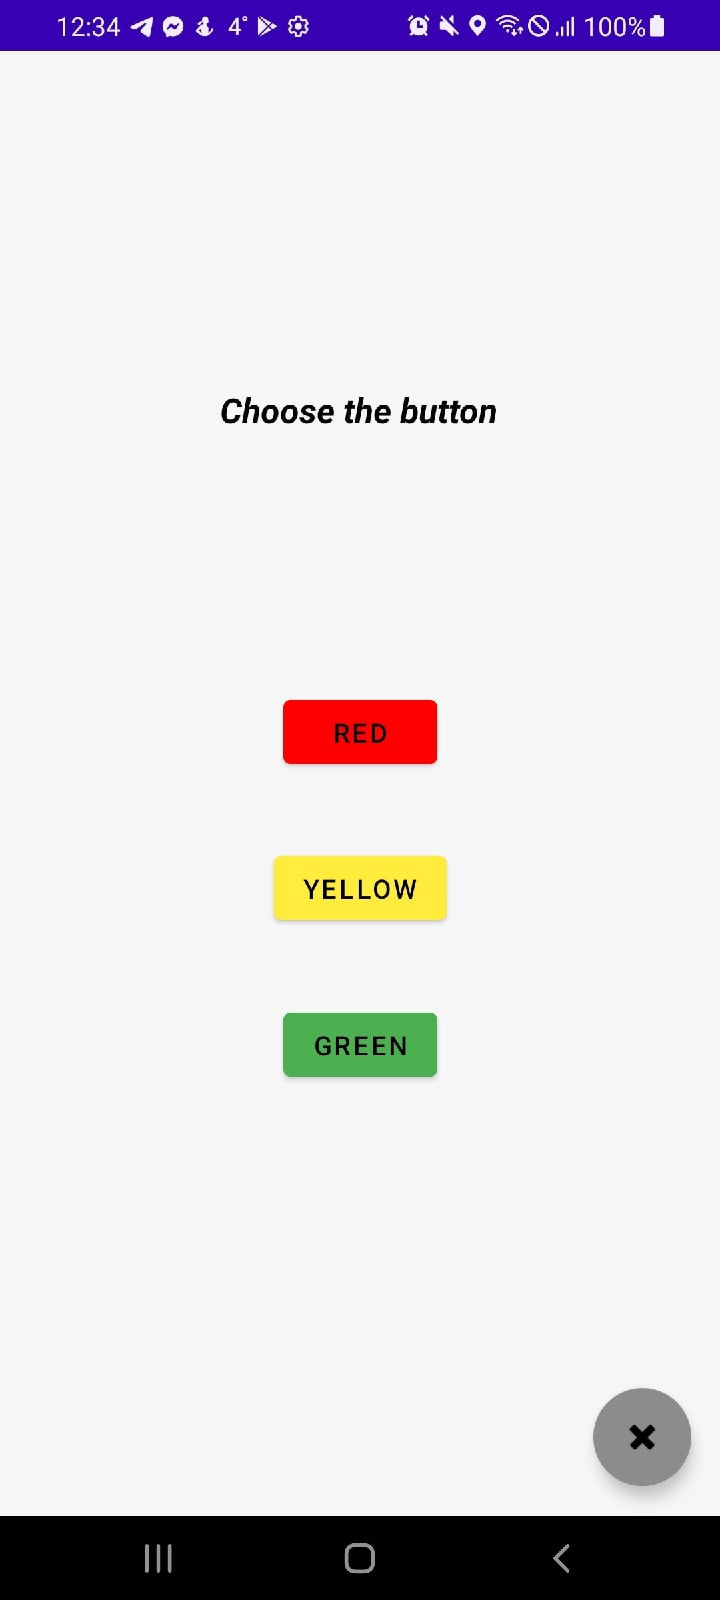 12:34 4° 100%
Choose the button
RED
YELLOW
GREEN